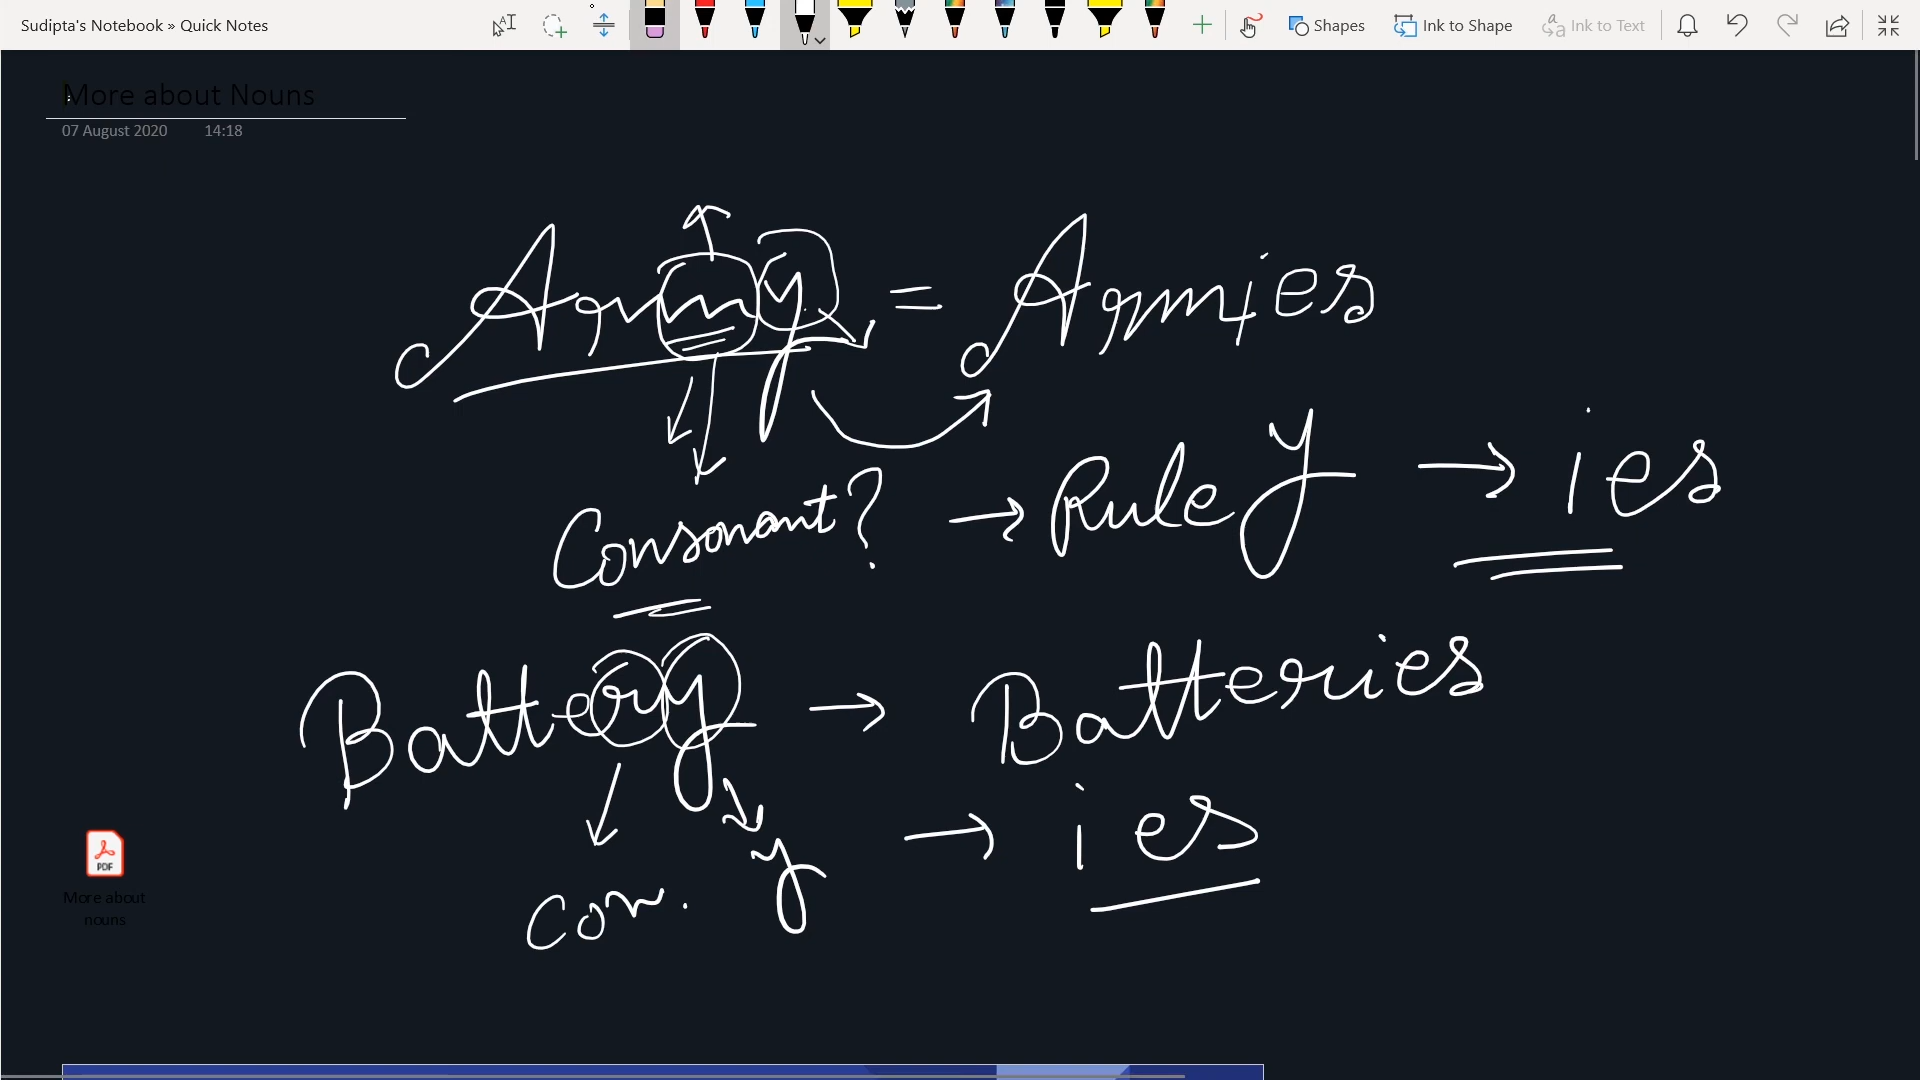 Sudipta's Notebook » Quick Notes
Shapes
Ink to Shape
Ink to Text
More about Nouns
07 August 2020 14:18
Army = Armies
Consonant? → Rule y → ies
Battery → Batteries
Con. y → ies
PDF
More about
nouns